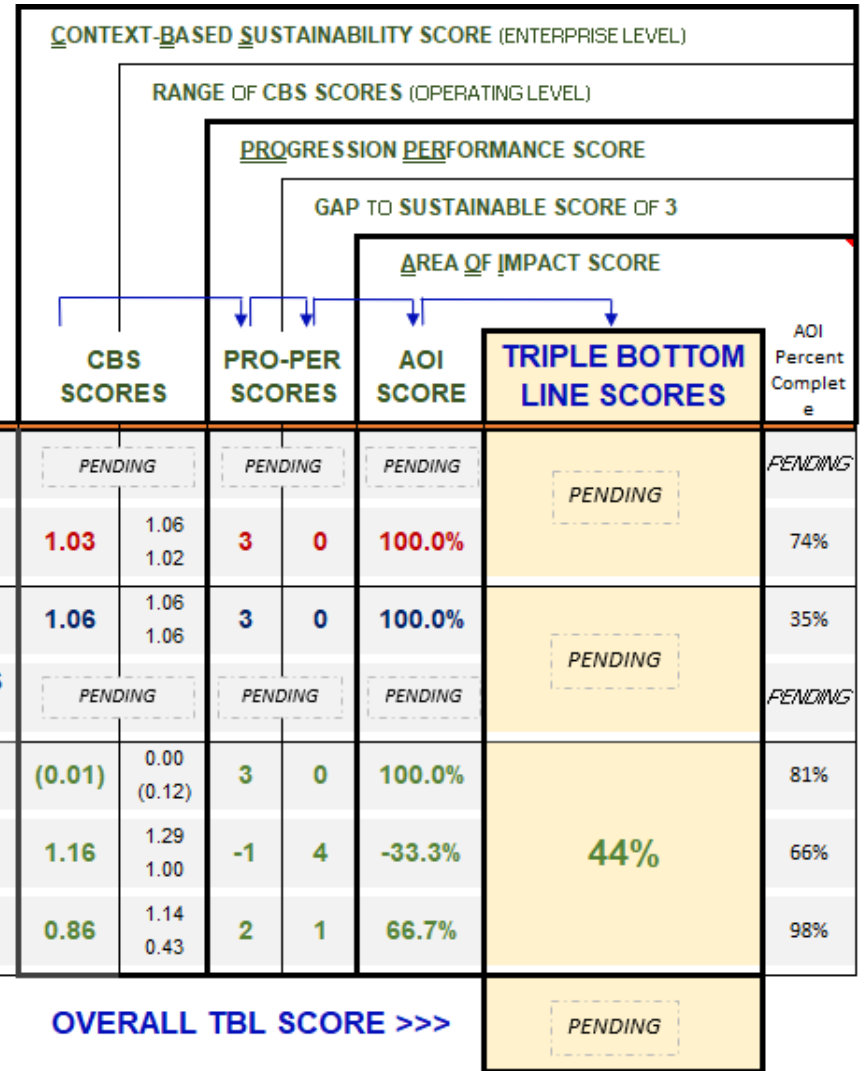 CONTEXT-BASED SUSTAINABILITY SCORE (ENTERPRISE LEVEL)
RANGE OF CBS SCORES (OPERATING LEVEL)
PROGRESSION PERFORMANCE SCORE
GAP TO SUSTAINABLE SCORE OF 3
AREA OF IMPACT SCORE
CBS
SCORES
PRO-PER
SCORES
AOI
SCORE
TRIPLE BOTTOM
LINE SCORES
AOI
Percent
Complet
e
PENDING
PENDING
PENDING
PENDING
PENDING
1.03
1.06
1.02
3
0
100.0%
74%
1.06
1.06
1.06
3
0
100.0%
PENDING
35%
PENDING
PENDING
PENDING
PENDING
(0.01)
0.00
(0.12)
3
0
100.0%
81%
1.16
1.29
1.00
-1
4
-33.3%
44%
66%
0.86
1.14
0.43
2
1
66.7%
98%
OVERALL TBL SCORE >>>
PENDING